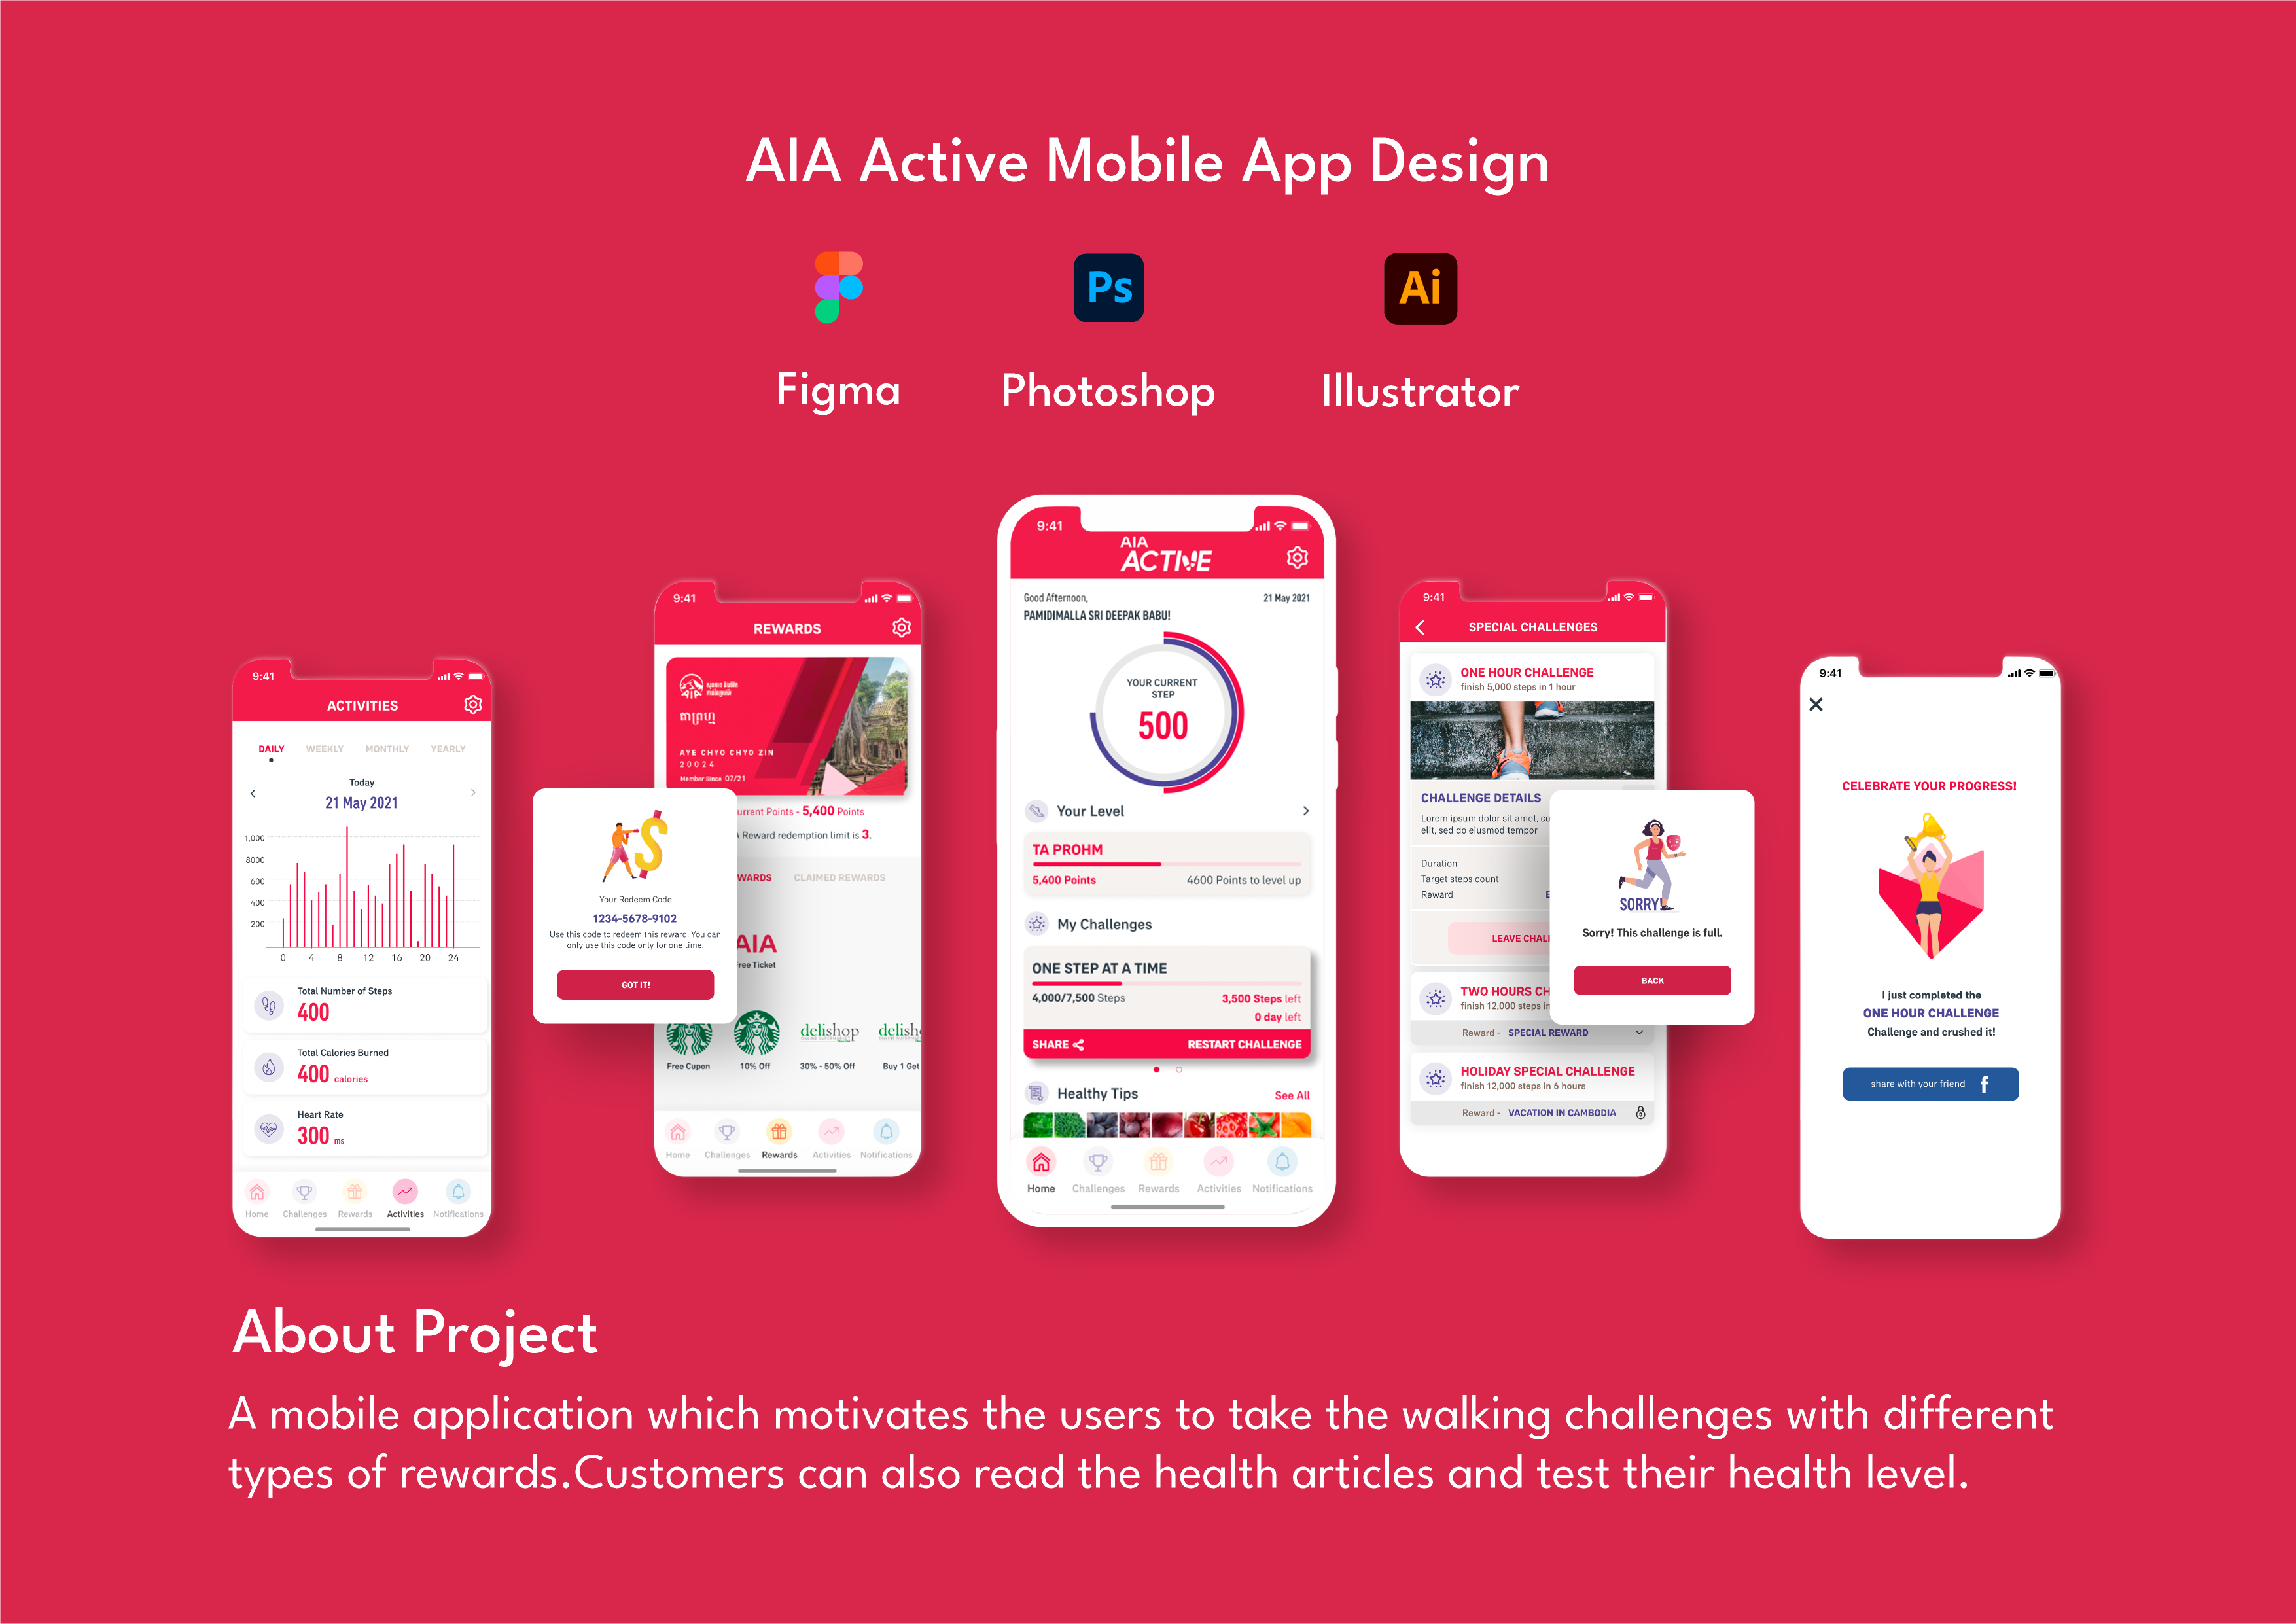 AIA Active Mobile App Design
Ps
Ai
Figma
Photoshop
Illustrator
9:41
ACTIVITIES
DAILY
WEEKLY
MONTHLY
YEARLY
Today
21 May 2021
1,000
8000
600
400
200
0 4 8 12 16 20 24
Total Number of Steps
400
Total Calories Burned
400 calories
Heart Rate
300 ms
Home
Challenges
Rewards
Activities
Notifications
Your Redeem Code
1234-5678-9102
Use this code to redeem this reward. You can
only use this code only for one time.
GOT IT!
9:41
REWARDS
AIA
តាព្រហ្ម
AYE CHYO CHYO ZIN
20024
Member Since 07/21
Points - 5,400 Points
Reward redemption limit is 3.
CLAIMED REWARDS
AIA
Ticket
delishop
Free Cupon
10% Off
30% - 50% Off
Buy 1 Get
Home
Challenges
Rewards
Activities
Notifications
9:41
AIA
ACTIVE
Good Afternoon,
21 May 2021
PAMIDIMALLA SRI DEEPAK BABU!
YOUR CURRENT
STEP
500
Your Level
TA PROHM
5,400 Points
4600 Points to level up
My Challenges
ONE STEP AT A TIME
4,000/7,500 Steps
3,500 Steps left
0 day left
SHARE
RESTART CHALLENGE
Healthy Tips
See All
Home
Challenges
Rewards
Activities
Notifications
9:41
SPECIAL CHALLENGES
ONE HOUR CHALLENGE
finish 5,000 steps in 1 hour
CHALLENGE DETAILS
Lorem ipsum dolor sit amet, co
elit, sed do eiusmod tempor
Duration
Target steps count
Reward
LEAVE CHALL
TWO HOURS CH
finish 12,000 steps in
Reward - SPECIAL REWARD
HOLIDAY SPECIAL CHALLENGE
finish 12,000 steps in 6 hours
Reward - VACATION IN CAMBODIA
SORRY!
Sorry! This challenge is full.
BACK
9:41
CELEBRATE YOUR PROGRESS!
I just completed the
ONE HOUR CHALLENGE
Challenge and crushed it!
share with your friend
About Project
A mobile application which motivates the users to take the walking challenges with different
types of rewards.Customers can also read the health articles and test their health level.